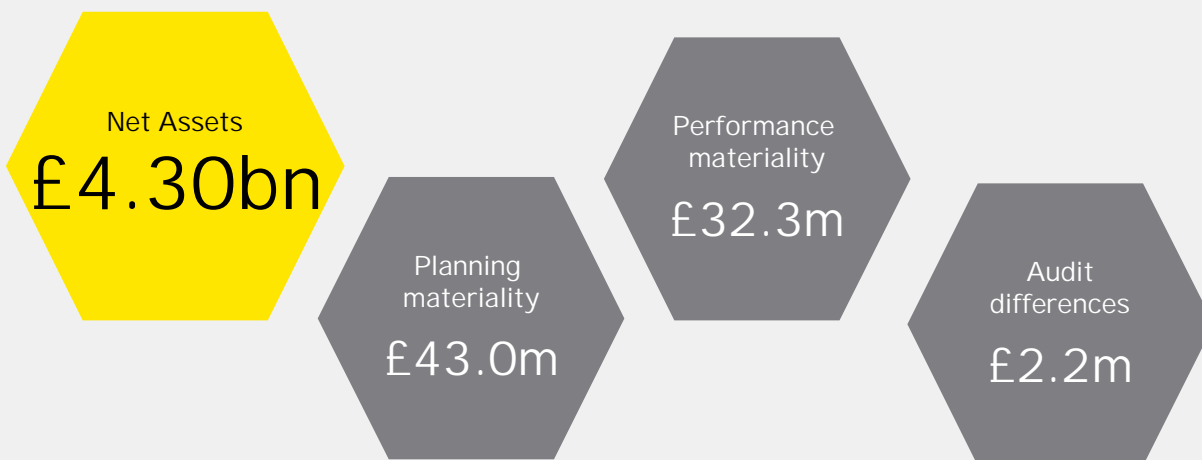 Net Assets
£4.30bn
Planning
materiality
£43.0m
Performance
materiality
£32.3m
Audit
differences
£2.2m